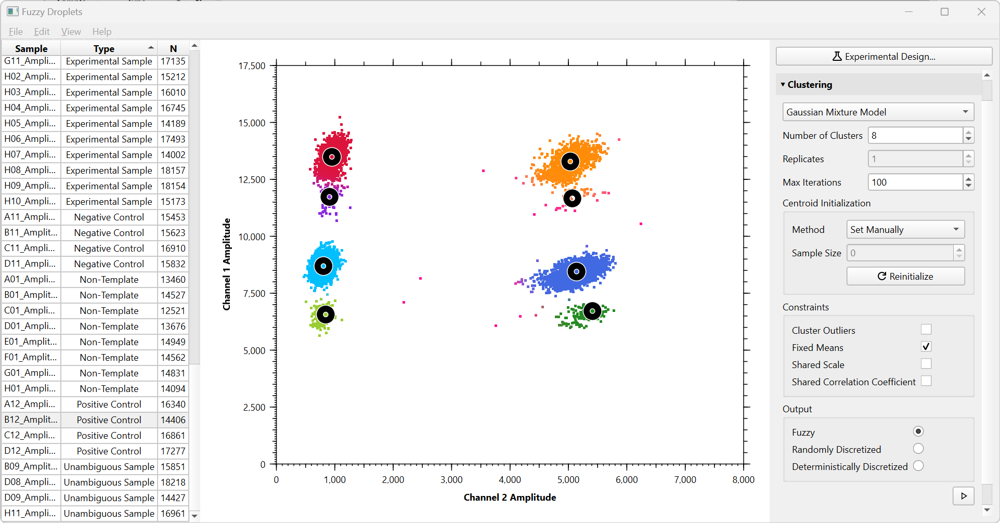 Fuzzy Droplets
File Edit View Help
Sample Type N
G11_Ampli... Experimental Sample 17135
H02_Ampli... Experimental Sample 15212
H03_Ampli... Experimental Sample 16010
H04_Ampli... Experimental Sample 16745
H05_Ampli... Experimental Sample 14189
H06_Ampli... Experimental Sample 17493
H07_Ampli... Experimental Sample 14002
H08_Ampli... Experimental Sample 18157
H09_Ampli... Experimental Sample 18154
H10_Ampli... Experimental Sample 15173
A11_Ampli... Negative Control 15453
B11_Amplit... Negative Control 15623
C11_Ampli... Negative Control 16910
D11_Ampli... Negative Control 15832
A01_Ampli... Non-Template 13460
B01_Amplit... Non-Template 14527
C01_Ampli... Non-Template 12521
D01_Ampli... Non-Template 13676
E01_Amplit... Non-Template 14949
F01_Amplit... Non-Template 14562
G01_Ampli... Non-Template 14831
H01_Ampli... Non-Template 14094
A12_Ampli... Positive Control 16340
B12_Amplit... Positive Control 14406
C12_Ampli... Positive Control 16861
D12_Ampli... Positive Control 17277
B09_Amplit... Unambiguous Sample 15851
D08_Ampli... Unambiguous Sample 18218
D09_Ampli... Unambiguous Sample 14427
H11_Ampli... Unambiguous Sample 16961
Channel 1 Amplitude
17,500
15,000
12,500
10,000
7,500
5,000
2,500
0
0 1,000 2,000 3,000 4,000 5,000 6,000 7,000 8,000
Channel 2 Amplitude
Experimental Design...
Clustering
Gaussian Mixture Model
Number of Clusters 8
Replicates 1
Max Iterations 100
Centroid Initialization
Method Set Manually
Sample Size 0
Reinitialize
Constraints
Cluster Outliers
Fixed Means
Shared Scale
Shared Correlation Coefficient
Output
Fuzzy
Randomly Discretized
Deterministically Discretized